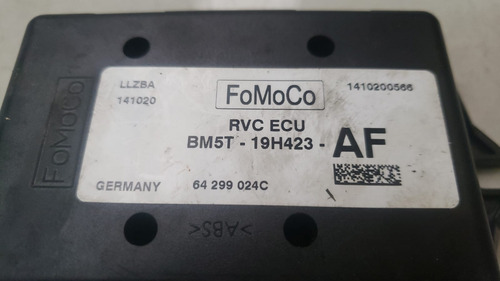 LLZBA
141020
FoMoCo
1410200566
RVC ECU
BM5T - 19H423 - AF
GERMANY
64 299 024C
FoMoCo
>ABS<